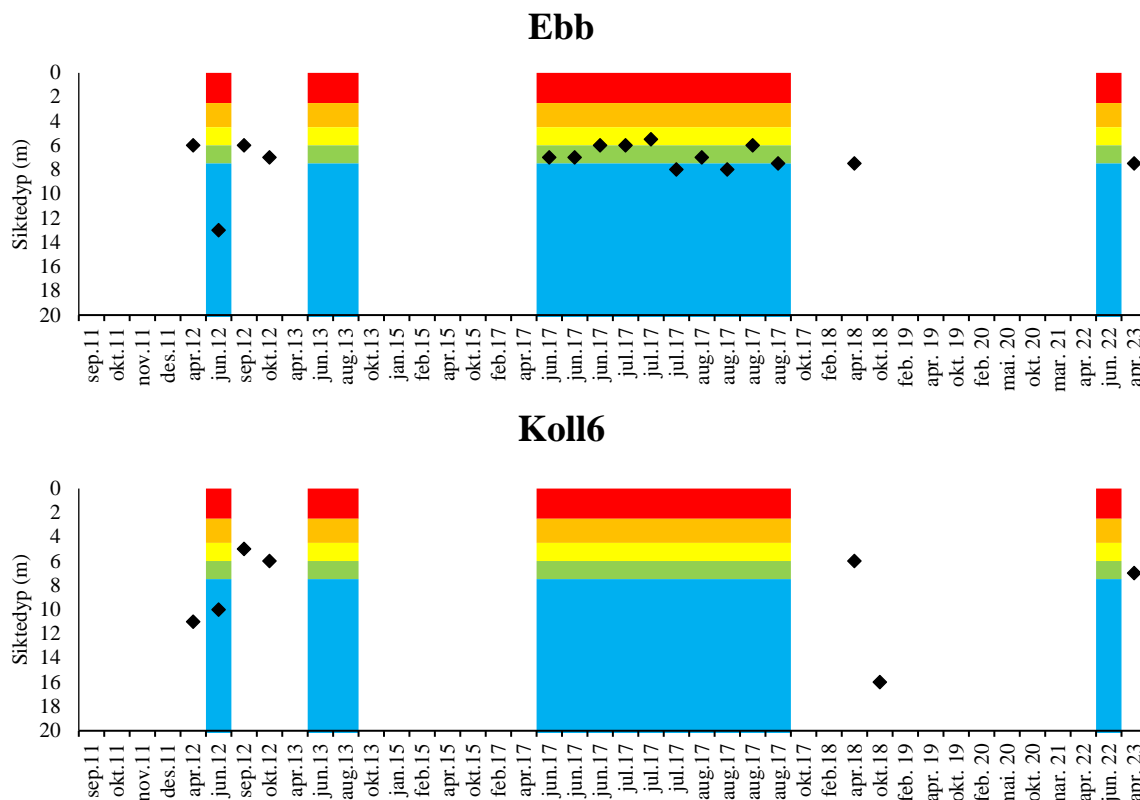 Ebb
Siktedyp (m)
0
2
4
6
8
10
12
14
16
18
20
sep.11
okt.11
nov.11
des.11
apr.12
jun.12
sep.12
okt.12
apr.13
jun.13
aug.13
okt.13
jan.15
feb.15
apr.15
okt.15
feb.17
apr.17
jun.17
jun.17
jun.17
jul.17
jul.17
jul.17
aug.17
aug.17
aug.17
aug.17
okt.17
feb.18
apr.18
okt.18
feb. 19
apr. 19
okt. 19
feb. 20
mai. 20
okt. 20
mar. 21
apr. 22
jun. 22
apr. 23
Koll6
Siktedyp (m)
0
2
4
6
8
10
12
14
16
18
20
sep.11
okt.11
nov.11
des.11
apr.12
jun.12
sep.12
okt.12
apr.13
jun.13
aug.13
okt.13
jan.15
feb.15
apr.15
okt.15
feb.17
apr.17
jun.17
jun.17
jun.17
jul.17
jul.17
jul.17
aug.17
aug.17
aug.17
aug.17
okt.17
feb.18
apr.18
okt.18
feb. 19
apr. 19
okt. 19
feb. 20
mai. 20
okt. 20
mar. 21
apr. 22
jun. 22
apr. 23